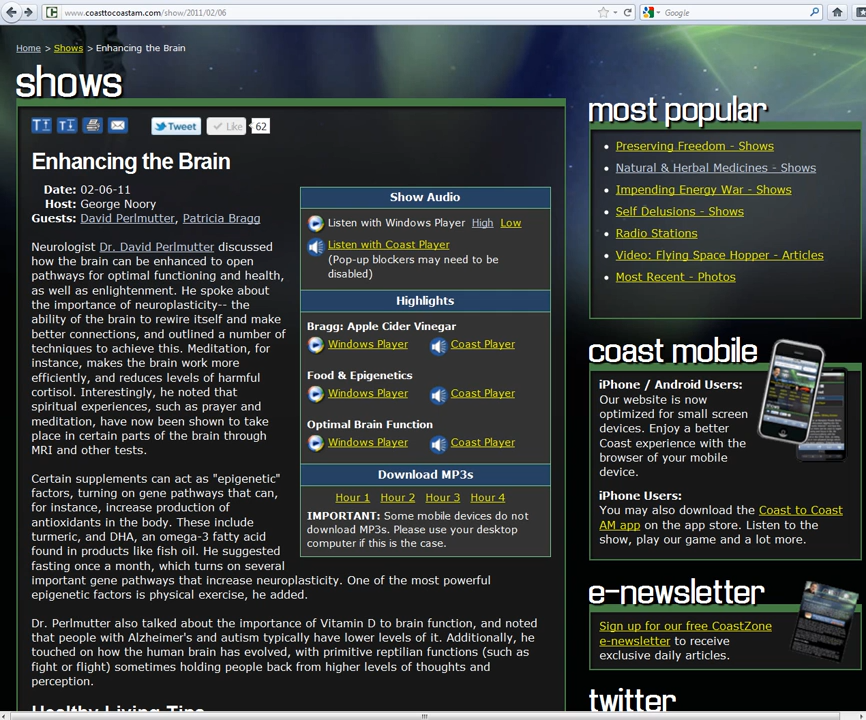 www.coasttocoastam.com/show/2011/02/06
Google
Home > Shows > Enhancing the Brain
shows
Tweet
Like
62
Enhancing the Brain
Date: 02-06-11
Host: George Noory
Guests: David Perlmutter, Patricia Bragg
Neurologist Dr. David Perlmutter discussed
how the brain can be enhanced to open
pathways for optimal functioning and health,
as well as enlightenment. He spoke about
the importance of neuroplasticity-- the
ability of the brain to rewire itself and make
better connections, and outlined a number of
techniques to achieve this. Meditation, for
instance, makes the brain work more
efficiently, and reduces levels of harmful
cortisol. Interestingly, he noted that
spiritual experiences, such as prayer and
meditation, have now been shown to take
place in certain parts of the brain through
MRI and other tests.
Certain supplements can act as "epigenetic"
factors, turning on gene pathways that can,
for instance, increase production of
antioxidants in the body. These include
turmeric, and DHA, an omega-3 fatty acid
found in products like fish oil. He suggested
fasting once a month, which turns on several
important gene pathways that increase neuroplasticity. One of the most powerful
epigenetic factors is physical exercise, he added.
Dr. Perlmutter also talked about the importance of Vitamin D to brain function, and noted
that people with Alzheimer's and autism typically have lower levels of it. Additionally, he
touched on how the human brain has evolved, with primitive reptilian functions (such as
fight or flight) sometimes holding people back from higher levels of thoughts and
perception.
Healthy Living Tips
Show Audio
Listen with Windows Player High Low
Listen with Coast Player
(Pop-up blockers may need to be
disabled)
Highlights
Bragg: Apple Cider Vinegar
Windows Player Coast Player
Food & Epigenetics
Windows Player Coast Player
Optimal Brain Function
Windows Player Coast Player
Download MP3s
Hour 1 Hour 2 Hour 3 Hour 4
IMPORTANT: Some mobile devices do not
download MP3s. Please use your desktop
computer if this is the case.
most popular
Preserving Freedom - Shows
Natural & Herbal Medicines - Shows
Impending Energy War - Shows
Self Delusions - Shows
Radio Stations
Video: Flying Space Hopper - Articles
Most Recent - Photos
coast mobile
iPhone / Android Users:
Our website is now
optimized for small screen
devices. Enjoy a better
Coast experience with the
browser of your mobile
device.
iPhone Users:
You may also download the Coast to Coast
AM app on the app store. Listen to the
show, play our game and a lot more.
e-newsletter
Sign up for our free CoastZone
e-newsletter to receive
exclusive daily articles.
twitter